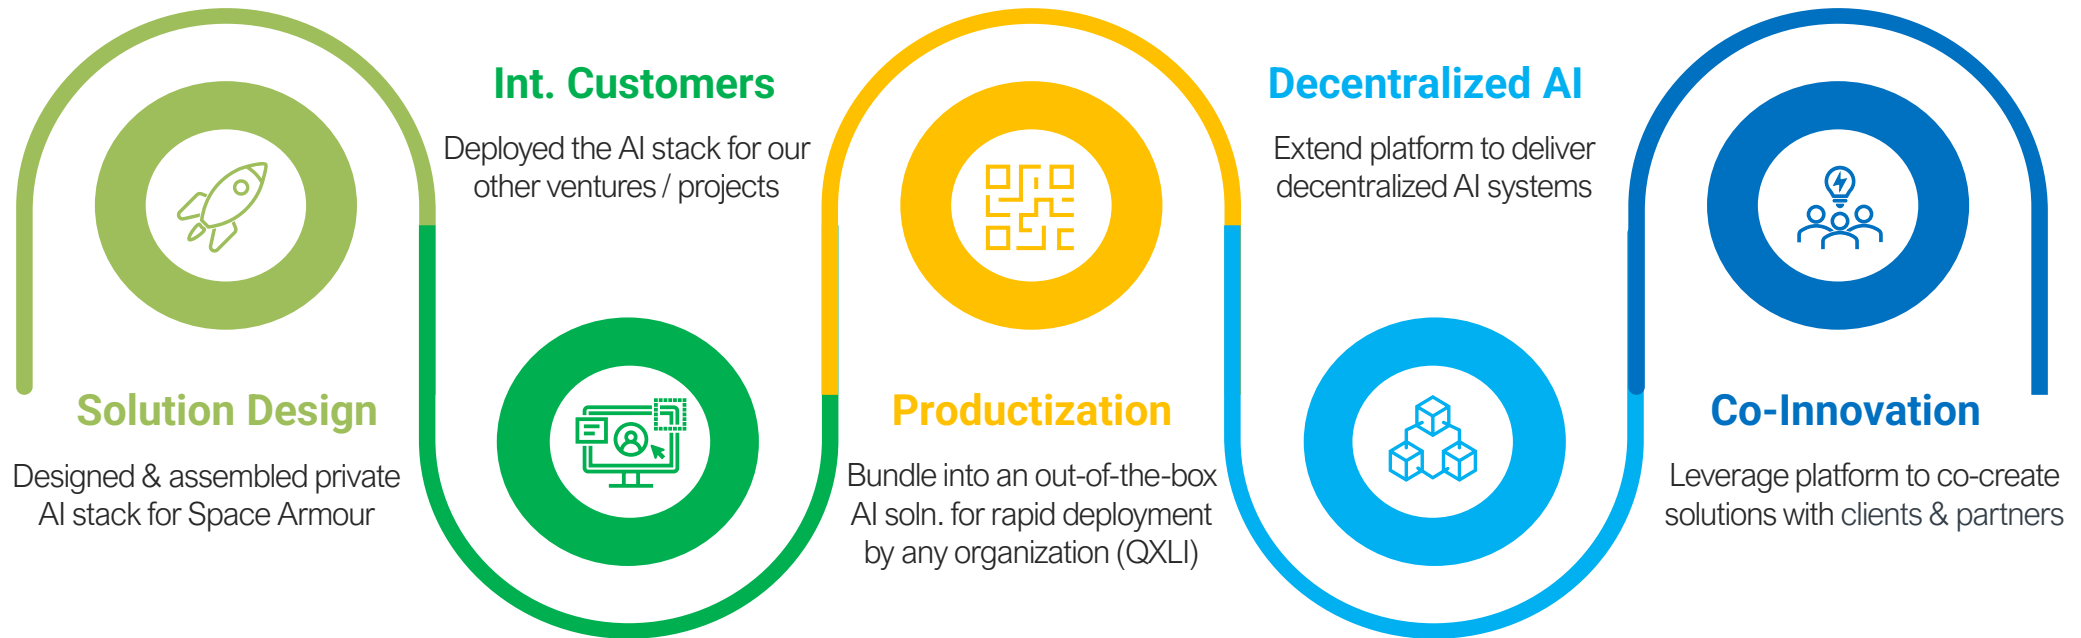 Solution Design
Designed & assembled private
AI stack for Space Armour
Int. Customers
Deployed the AI stack for our
other ventures / projects
Productization
Bundle into an out-of-the-box
AI soln. for rapid deployment
by any organization (QXLI)
Decentralized AI
Extend platform to deliver
decentralized AI systems
Co-Innovation
Leverage platform to co-create
solutions with clients & partners